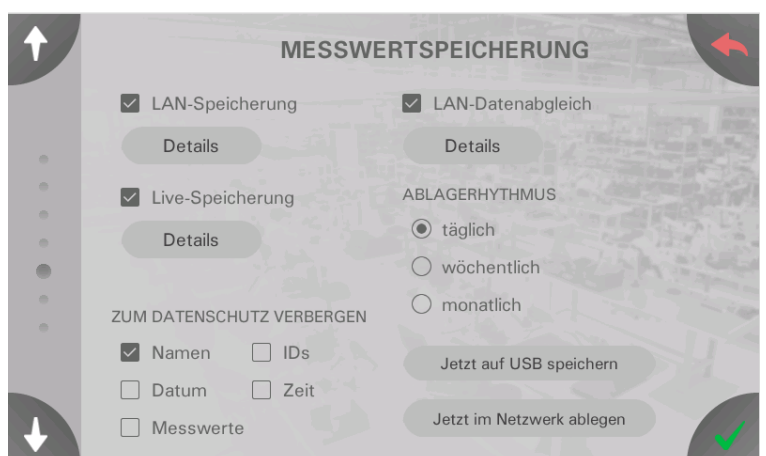 MESSWERTSPEICHERUNG
LAN-Speicherung
Details
Live-Speicherung
Details
ZUM DATENSCHUTZ VERBERGEN
Namen IDs
Datum Zeit
Messwerte
LAN-Datenabgleich
Details
ABLAGERHYTHMUS
täglich
wöchentlich
monatlich
Jetzt auf USB speichern
Jetzt im Netzwerk ablegen